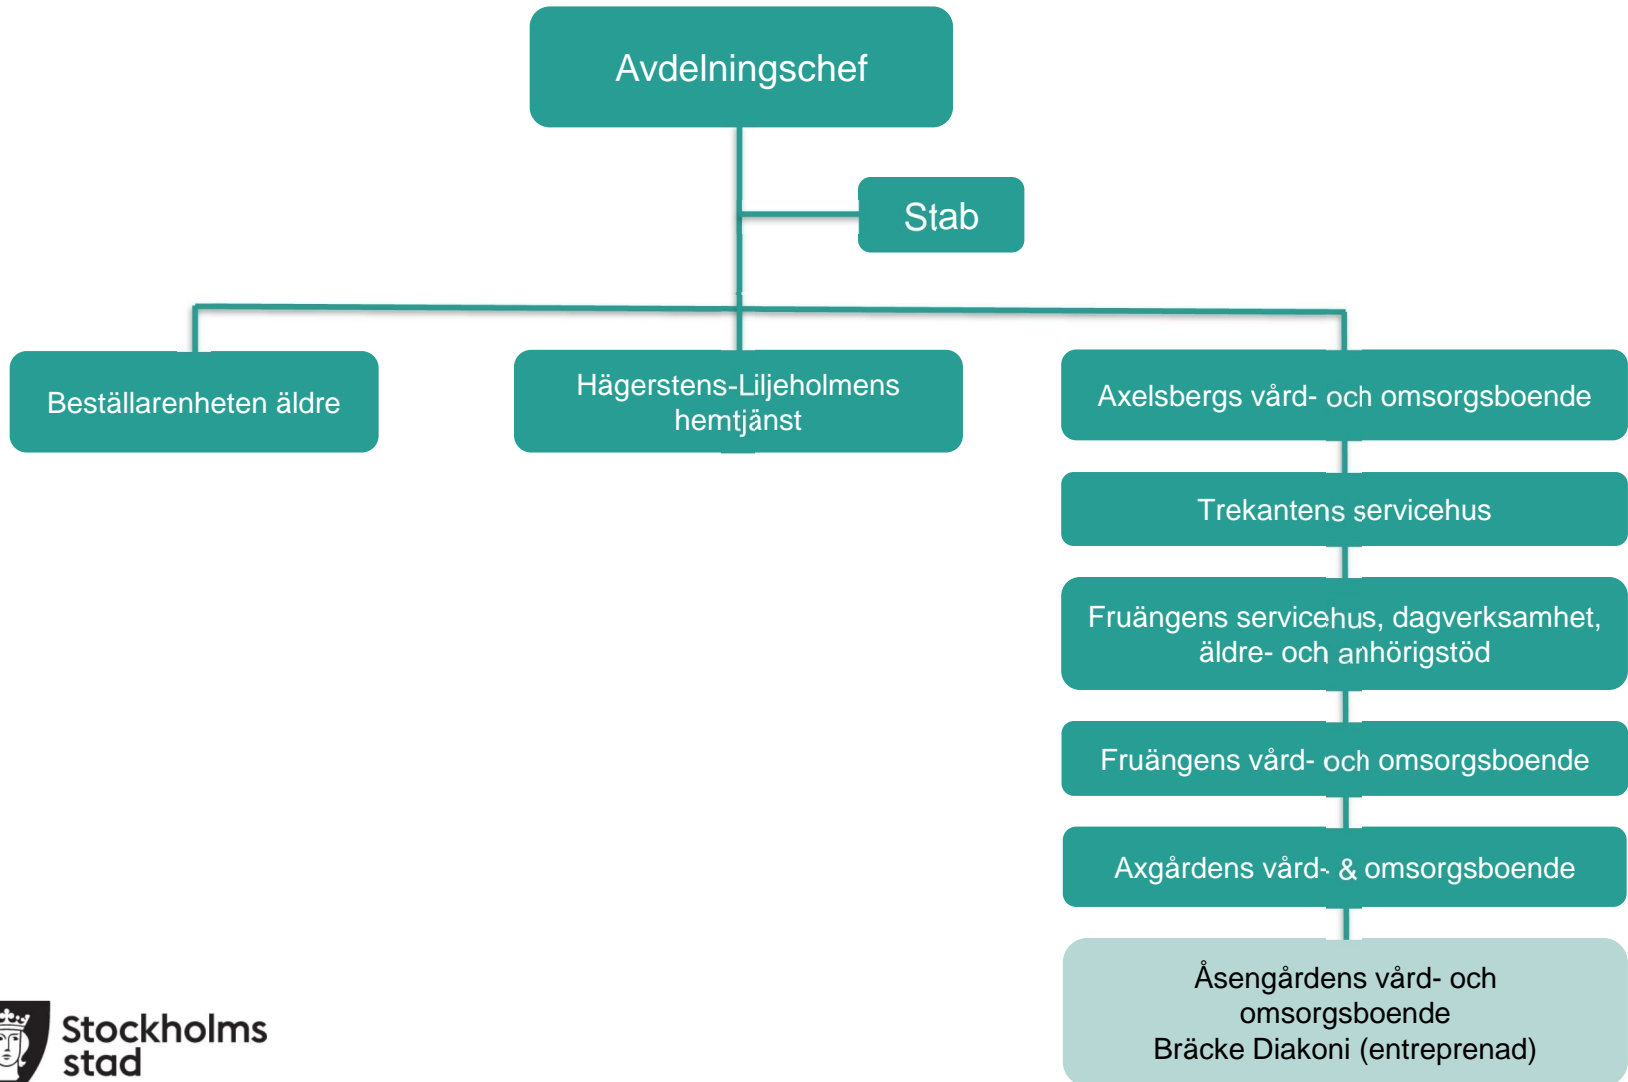 Avdelningschef
Stab
Beställarenheten äldre
Hägerstens-Liljeholmens
hemtjänst
Axelsbergs vård- och omsorgsboende
Trekantens servicehus
Fruängens servicehus, dagverksamhet,
äldre- och anhörigstöd
Fruängens vård- och omsorgsboende
Axgårdens vård- & omsorgsboende
Åsengårdens vård- och
omsorgsboende
Bräcke Diakoni (entreprenad)
Stockholms
stad